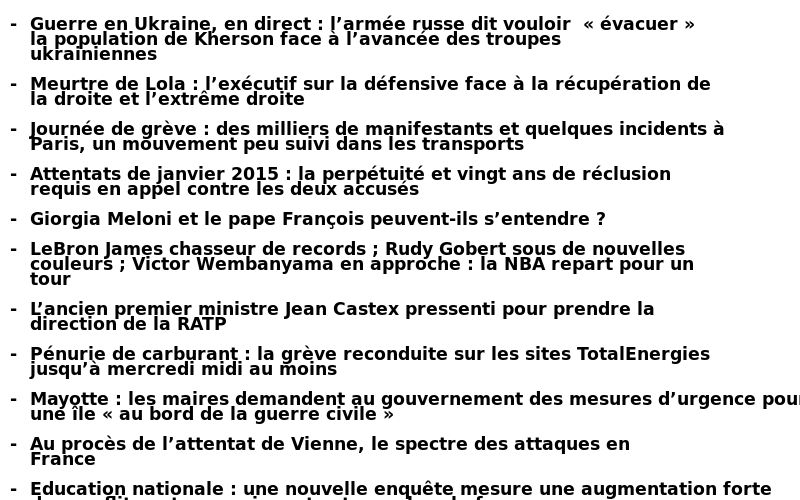 - Guerre en Ukraine, en direct : l’armée russe dit vouloir « évacuer »
la population de Kherson face à l’avancée des troupes
ukrainiennes
- Meurtre de Lola : l’exécutif sur la défensive face à la récupération de
la droite et l’extrême droite
- Journée de grève : des milliers de manifestants et quelques incidents à
Paris, un mouvement peu suivi dans les transports
- Attentats de janvier 2015 : la perpétuité et vingt ans de réclusion
requis en appel contre les deux accusés
- Giorgia Meloni et le pape François peuvent-ils s’entendre ?
- LeBron James chasseur de records ; Rudy Gobert sous de nouvelles
couleurs ; Victor Wembanyama en approche : la NBA repart pour un
tour
- L’ancien premier ministre Jean Castex pressenti pour prendre la
direction de la RATP
- Pénurie de carburant : la grève reconduite sur les sites TotalEnergies
jusqu’à mercredi midi au moins
- Mayotte : les maires demandent au gouvernement des mesures d’urgence pour
une île « au bord de la guerre civile »
- Au procès de l’attentat de Vienne, le spectre des attaques en
France
- Education nationale : une nouvelle enquête mesure une augmentation forte